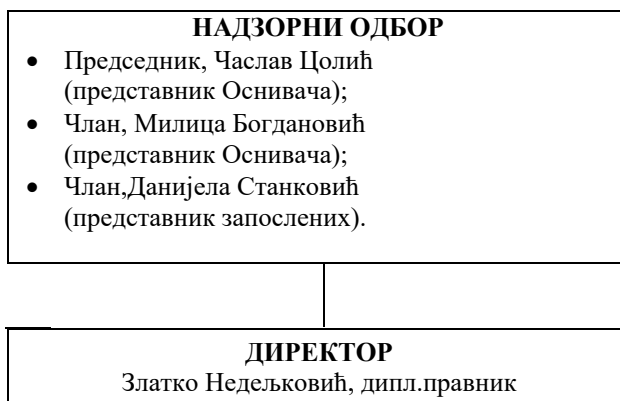 НАДЗОРНИ ОДБОР
• Председник, Часлав Цолић
(представник Оснивача);
• Члан, Милица Богдановић
(представник Оснивача);
• Члан,Данијела Станковић
(представник запослених).
ДИРЕКТОР
Златко Недељковић, дипл.правник